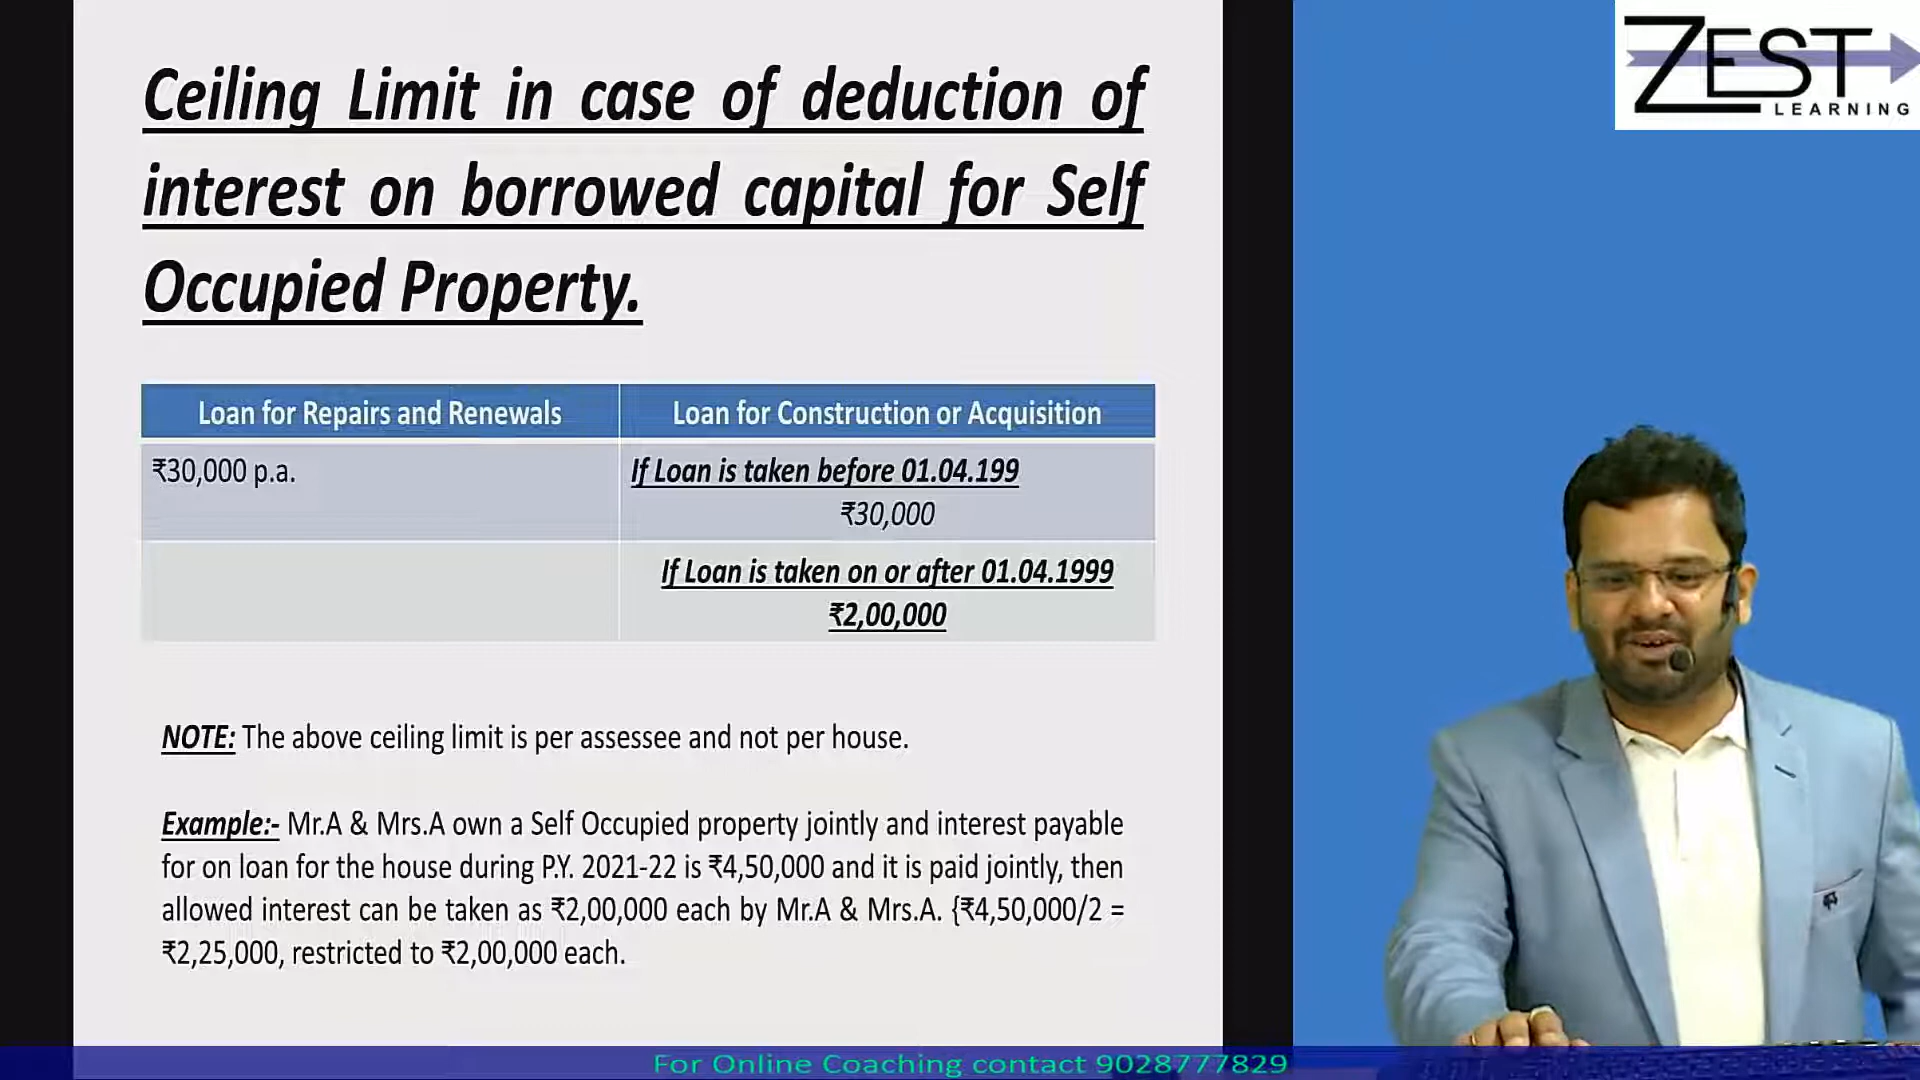 Ceiling Limit in case of deduction of
interest on borrowed capital for Self
Occupied Property.
Loan for Repairs and Renewals
Loan for Construction or Acquisition
₹30,000 p.a.
If Loan is taken before 01.04.199
₹30,000
If Loan is taken on or after 01.04.1999
₹2,00,000
NOTE: The above ceiling limit is per assessee and not per house.
Example:- Mr.A & Mrs.A own a Self Occupied property jointly and interest payable
for on loan for the house during P.Y. 2021-22 is ₹4,50,000 and it is paid jointly, then
allowed interest can be taken as ₹2,00,000 each by Mr.A & Mrs.A. {₹4,50,000/2 =
₹2,25,000, restricted to ₹2,00,000 each.
ZEST
LEARNING
For Online Coaching contact 9028777829